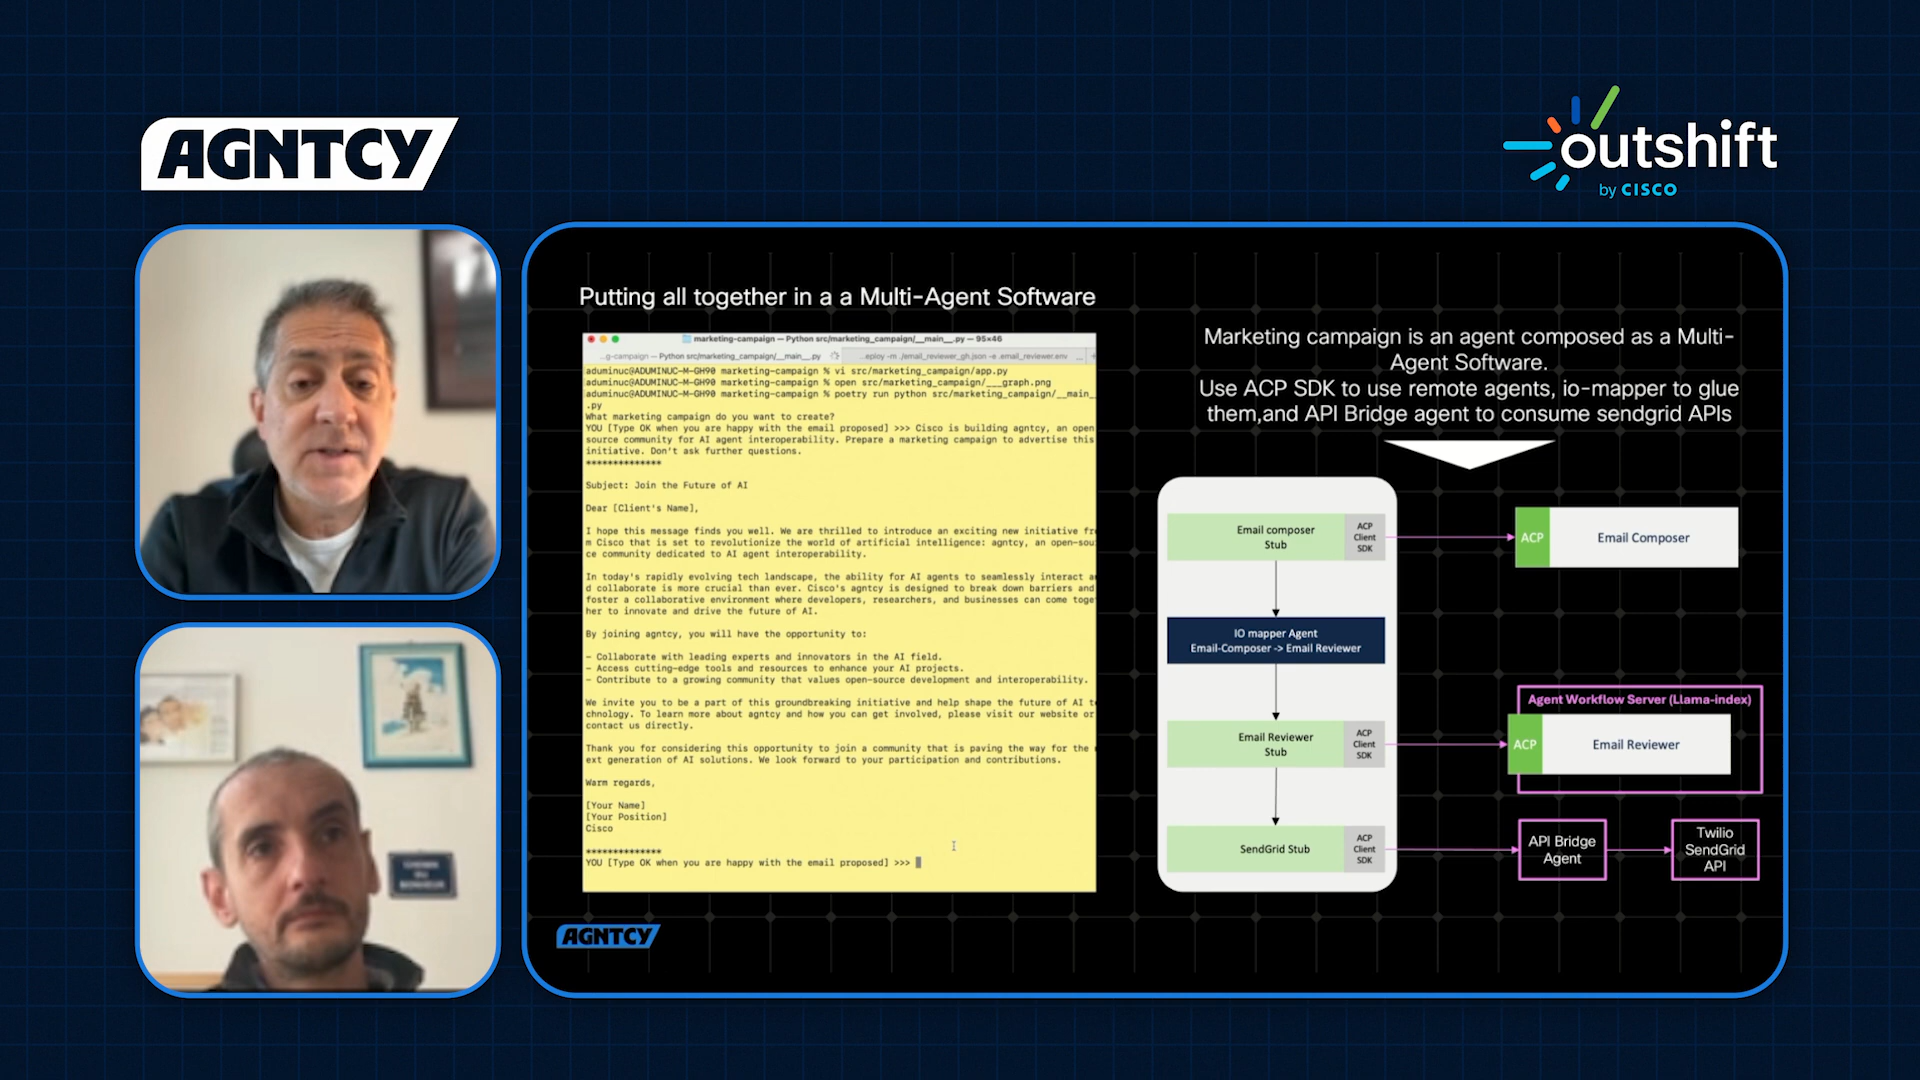 AGNTCY
outshift
by CISCO
Putting all together in a a Multi-Agent Software
marketing-campaign — Python src/marketing_campaign/__main__.py — 95×46
...g-campaign — Python src/marketing_campaign/__main__.py
...eploy -m ./email_reviewer_gh.json -e .email_reviewer.env ...
aduminuc@ADUMINUC-M-GH90 marketing-campaign % vi src/marketing_campaign/app.py
aduminuc@ADUMINUC-M-GH90 marketing-campaign % open src/marketing_campaign/___graph.png
aduminuc@ADUMINUC-M-GH90 marketing-campaign % poetry run python src/marketing_campaign/__main__
.py
What marketing campaign do you want to create?
YOU [Type OK when you are happy with the email proposed] >>> Cisco is building agntcy, an open
source community for AI agent interoperability. Prepare a marketing campaign to advertise this
initiative. Don't ask further questions.
**************
Subject: Join the Future of AI
Dear [Client's Name],
I hope this message finds you well. We are thrilled to introduce an exciting new initiative fr
m Cisco that is set to revolutionize the world of artificial intelligence: agntcy, an open-sou
ce community dedicated to AI agent interoperability.
In today's rapidly evolving tech landscape, the ability for AI agents to seamlessly interact a
d collaborate is more crucial than ever. Cisco's agntcy is designed to break down barriers and
foster a collaborative environment where developers, researchers, and businesses can come toge
her to innovate and drive the future of AI.
By joining agntcy, you will have the opportunity to:
- Collaborate with leading experts and innovators in the AI field.
- Access cutting-edge tools and resources to enhance your AI projects.
- Contribute to a growing community that values open-source development and interoperability.
We invite you to be a part of this groundbreaking initiative and help shape the future of AI t
chnology. To learn more about agntcy and how you can get involved, please visit our website or
contact us directly.
Thank you for considering this opportunity to join a community that is paving the way for the
ext generation of AI solutions. We look forward to your participation and contributions.
Warm regards,
[Your Name]
[Your Position]
Cisco
**************
YOU [Type OK when you are happy with the email proposed] >>>
AGNTCY
Marketing campaign is an agent composed as a Multi-
Agent Software.
Use ACP SDK to use remote agents, io-mapper to glue
them,and API Bridge agent to consume sendgrid APIs
Email composer
Stub
ACP
Client
SDK
ACP
Email Composer
IO mapper Agent
Email-Composer -> Email Reviewer
Agent Workflow Server (Llama-index)
Email Reviewer
Stub
ACP
Client
SDK
ACP
Email Reviewer
SendGrid Stub
ACP
Client
SDK
API Bridge
Agent
Twilio
SendGrid
API